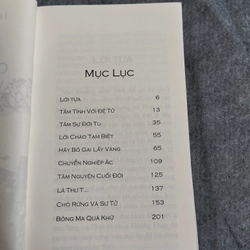 Mục Lục
Lời tựa 6
Tâm tình với đệ tử 13
Tâm sự đời tu 35
Lời chào tạm biệt 55
Hãy bỏ gai lấy vàng 65
Chuyển nghiệp ác 109
Tâm nguyện cuối đời 125
Lá thư T... 137
Chó rừng và sư tử 153
Bóng ma quá khứ 201